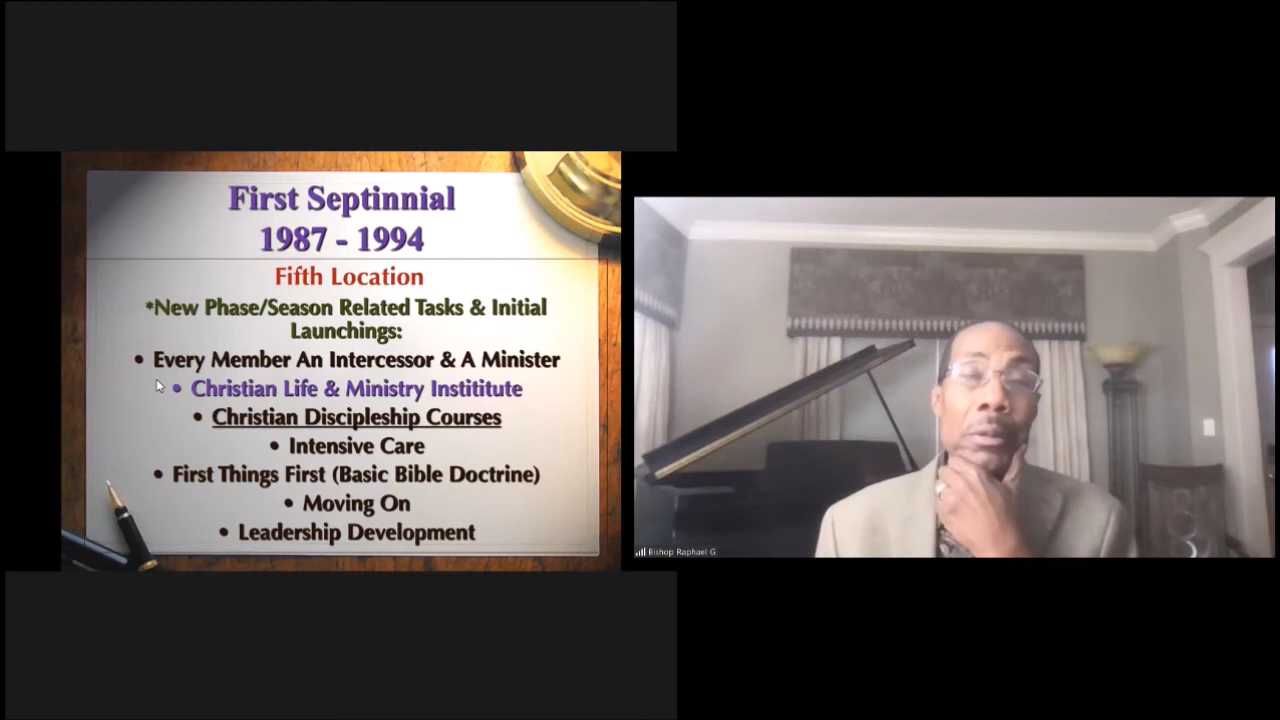 First Septinnial
1987 - 1994
Fifth Location
*New Phase/Season Related Tasks & Initial
Launchings:
• Every Member An Intercessor & A Minister
• Christian Life & Ministry Instititute
• Christian Discipleship Courses
• Intensive Care
• First Things First (Basic Bible Doctrine)
• Moving On
• Leadership Development
Bishop Raphael G